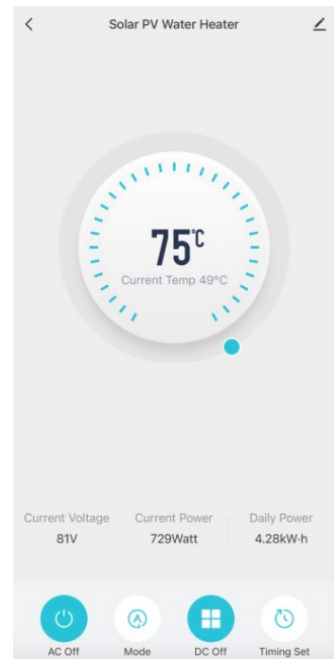 Solar PV Water Heater
75°C
Current Temp 49°C
Current Voltage Current Power Daily Power
81V 729Watt 4.28kW·h
AC Off Mode DC Off Timing Set